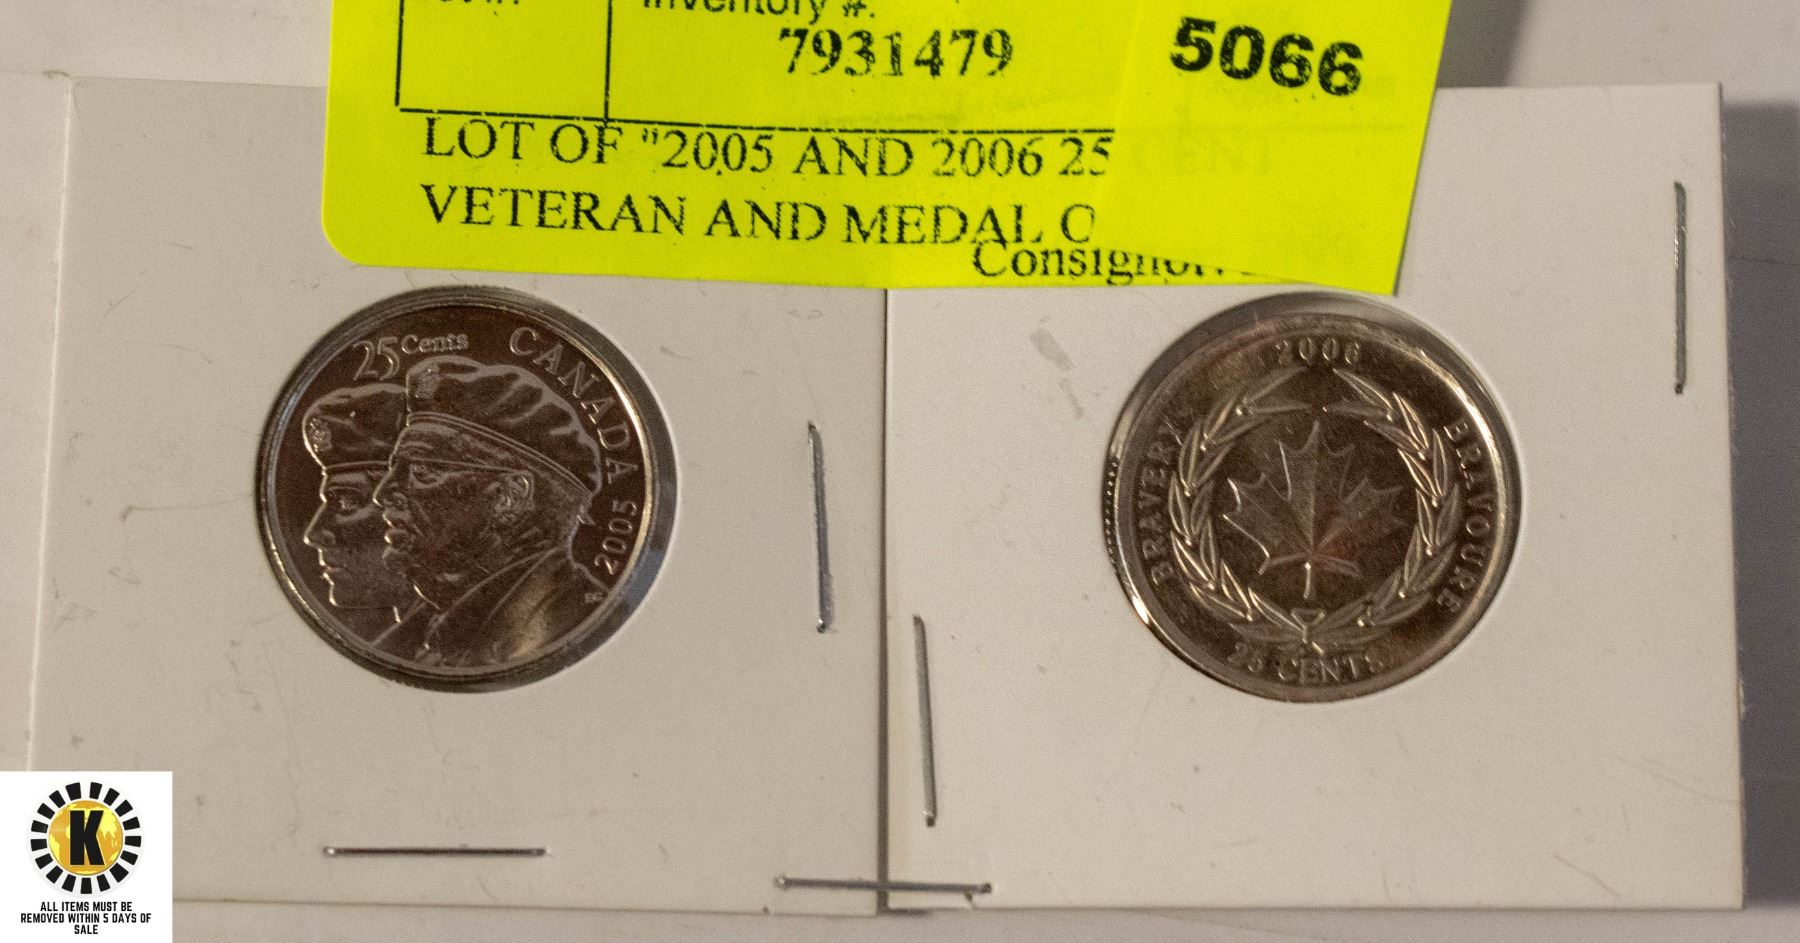 Inventory #:
7931479
5066
LOT OF "2005 AND 2006 25 CENT
VETERAN AND MEDAL O
Consignor
25 Cents CANADA 2005
2006
BRAVERY
BRAVOURE
25 CENTS
K
ALL ITEMS MUST BE
REMOVED WITHIN 5 DAYS OF
SALE